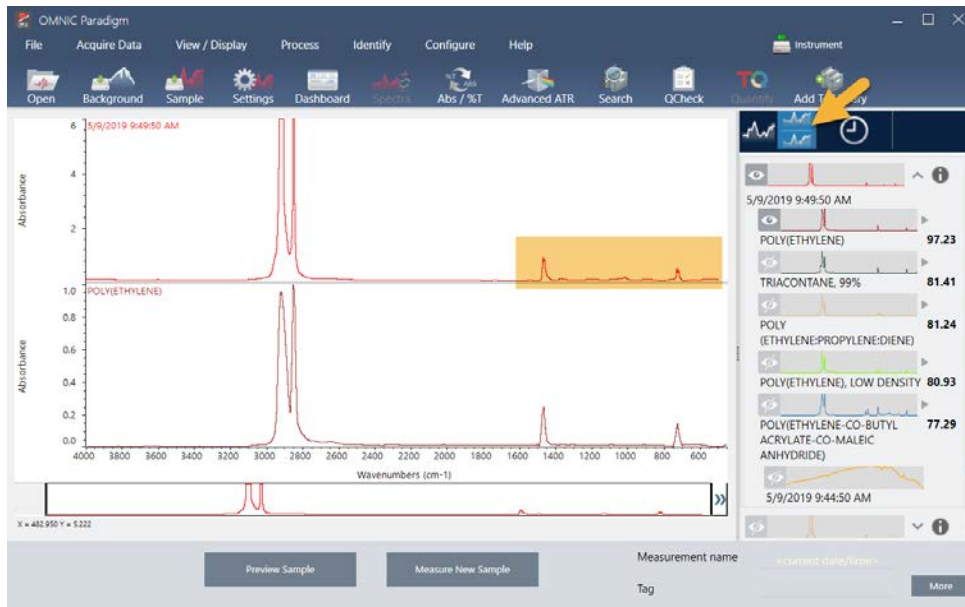 OMNIC Paradigm
File Acquire Data View / Display Process Identify Configure Help Instrument
Open Background Sample Settings Dashboard Spectra Abs / %T Advanced ATR Search QCheck Quantify Add
5/9/2019 9:49:50 AM
6
4
2
Absorbance
POLY(ETHYLENE)
1.0
0.8
0.6
0.4
0.2
0.0
Absorbance
4000 3800 3600 3400 3200 3000 2800 2600 2400 2200 2000 1800 1600 1400 1200 1000 800 600
Wavenumbers (cm-1)
X = 482.950 Y = 5.222
5/9/2019 9:49:50 AM
POLY(ETHYLENE) 97.23
TRIACONTANE, 99% 81.41
POLY 81.24
(ETHYLENE:PROPYLENE:DIENE)
POLY(ETHYLENE), LOW DENSITY 80.93
POLY(ETHYLENE-CO-BUTYL 77.29
ACRYLATE-CO-MALEIC
ANHYDRIDE)
5/9/2019 9:44:50 AM
Preview Sample
Measure New Sample
Measurement name <current date/time>
Tag
More